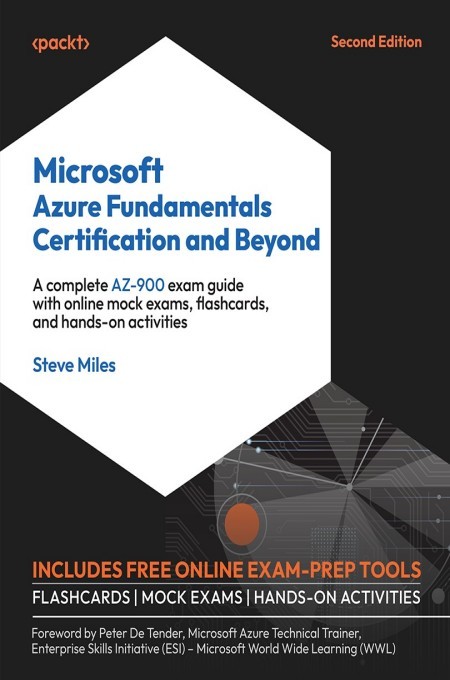 <packt>
Second Edition
Microsoft
Azure Fundamentals
Certification and Beyond
A complete AZ-900 exam guide
with online mock exams, flashcards,
and hands-on activities
Steve Miles
INCLUDES FREE ONLINE EXAM-PREP TOOLS
FLASHCARDS | MOCK EXAMS | HANDS-ON ACTIVITIES
Foreword by Peter De Tender, Microsoft Azure Technical Trainer,
Enterprise Skills Initiative (ESI) – Microsoft World Wide Learning (WWL)